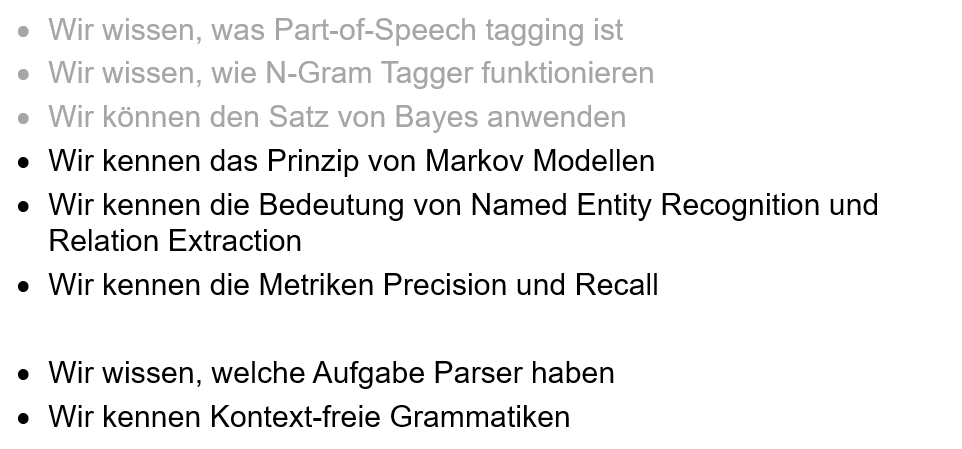 • Wir wissen, was Part-of-Speech tagging ist
• Wir wissen, wie N-Gram Tagger funktionieren
• Wir können den Satz von Bayes anwenden
• Wir kennen das Prinzip von Markov Modellen
• Wir kennen die Bedeutung von Named Entity Recognition und
Relation Extraction
• Wir kennen die Metriken Precision und Recall
• Wir wissen, welche Aufgabe Parser haben
• Wir kennen Kontext-freie Grammatiken